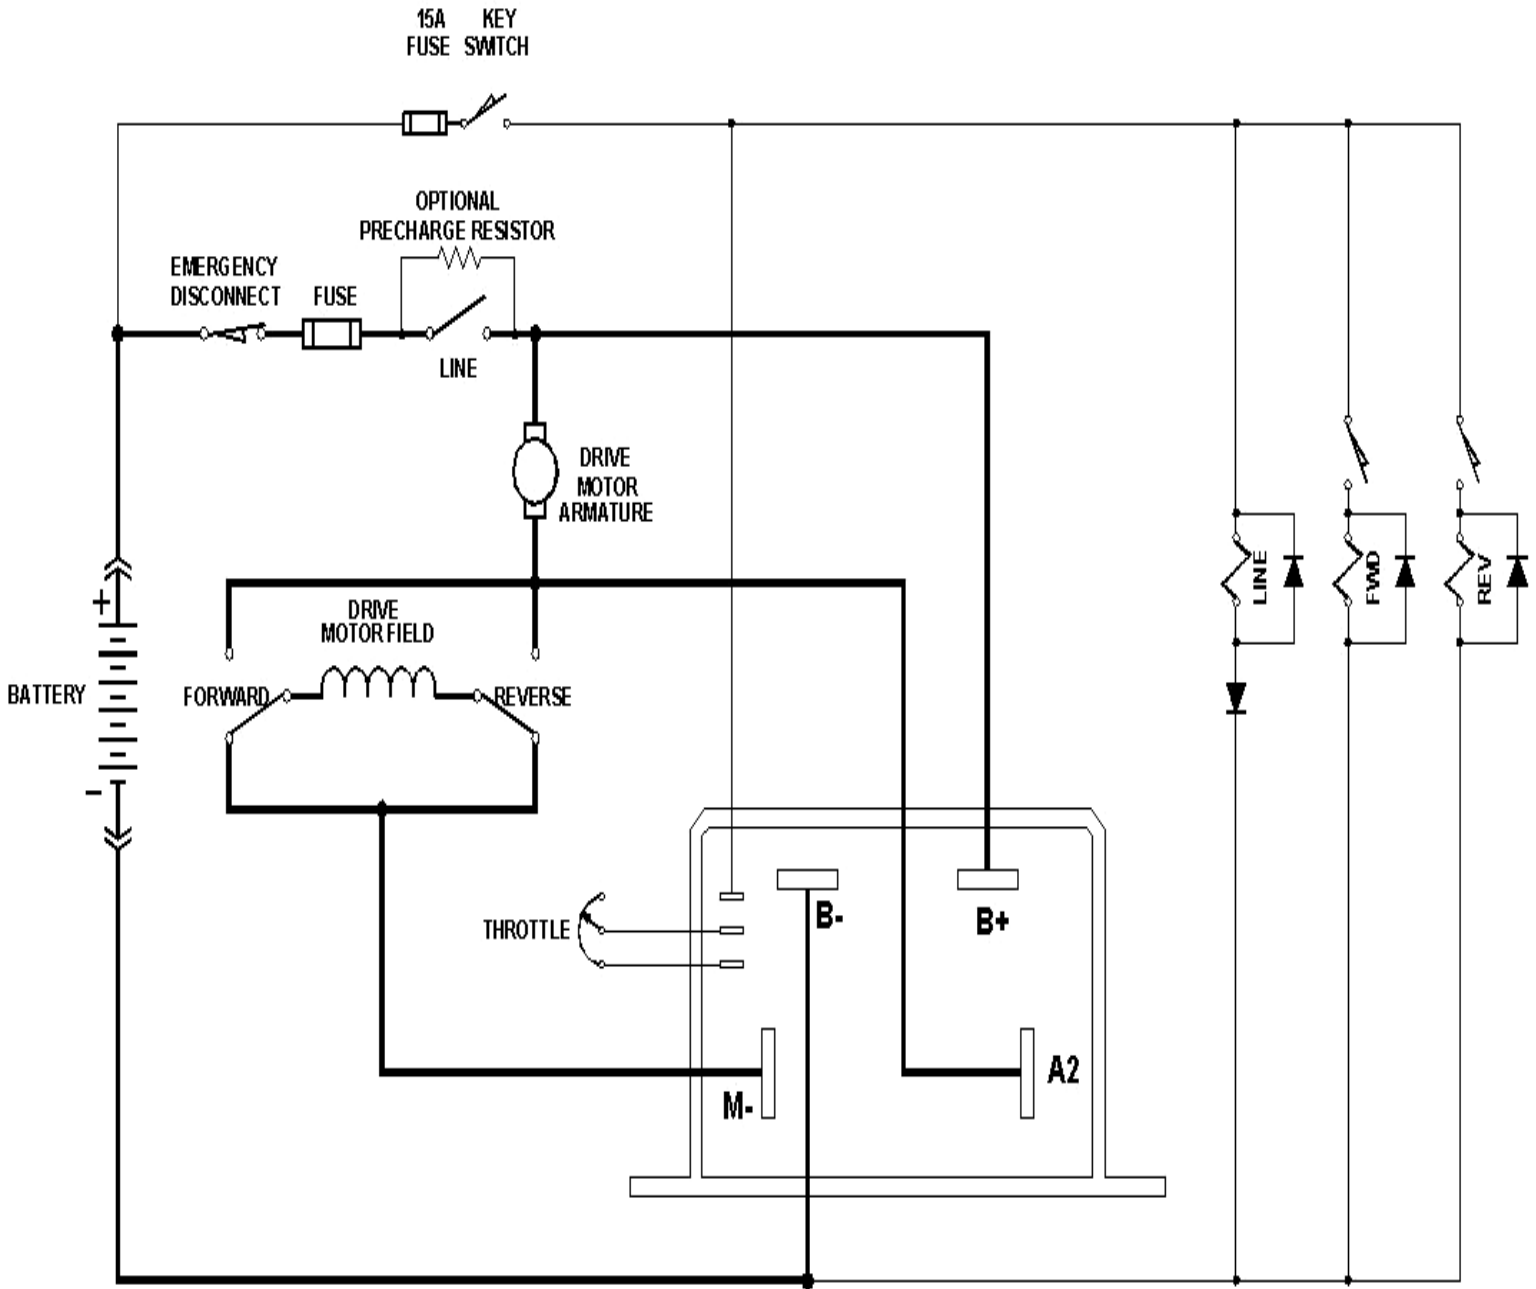 15A KEY
FUSE SWITCH
OPTIONAL
PRECHARGE RESISTOR
EMERGENCY
DISCONNECT
FUSE
LINE
DRIVE
MOTOR
ARMATURE
+
DRIVE
MOTOR FIELD
BATTERY
FORWARD
REVERSE
-
LINE
FWD
REV
THROTTLE
B-
B+
M-
A2